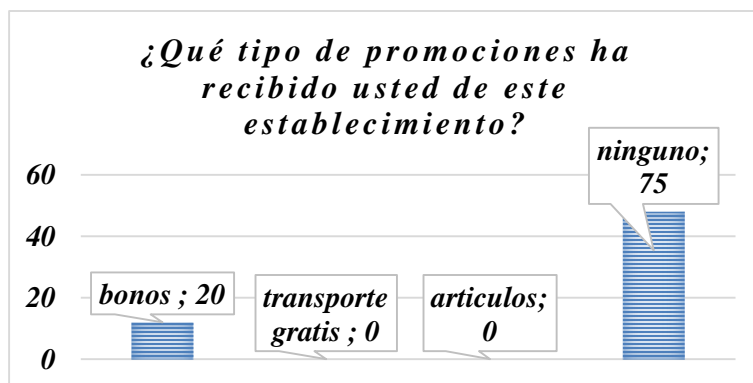 ¿Qué tipo de promociones ha
recibido usted de este
establecimiento?
ninguno;
75
60
40
20
0
bonos ; 20
transporte
gratis ; 0
articulos;
0